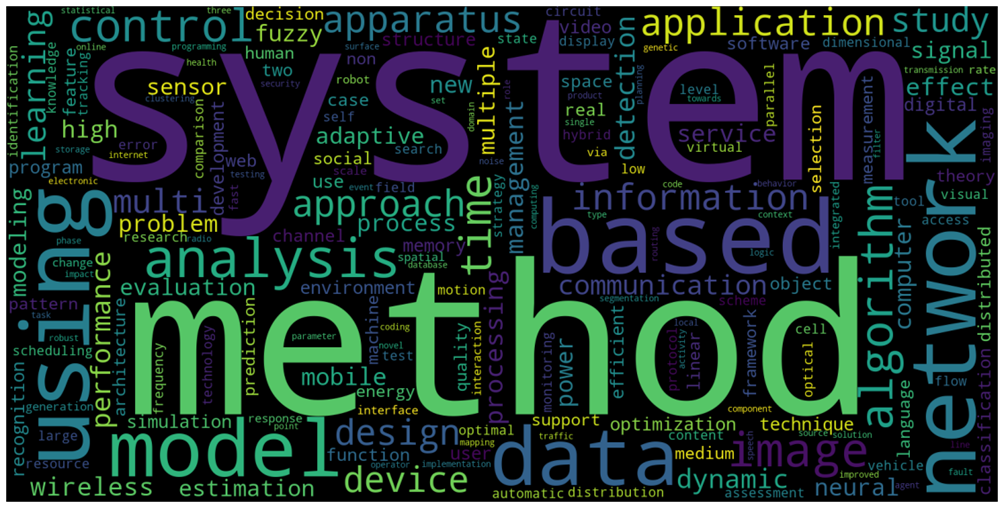 system
method
based
using
network
model
data
analysis
control
apparatus
application
study
signal
effect
digital
learning
fuzzy
decision
circuit
video
software
dimensional
statistical
three
online
programming
surface
state
display
genetic
transmission
rate
health
human
structure
non
robot
security
tracking
knowledge
feature
identification
clustering
two
sensor
new
multiple
space
product
level
towards
parallel
planning
role
set
domain
single
real
detection
service
measurement
filter
imaging
high
error
storage
internet
comparison
case
self
adaptive
hybrid
virtual
selection
theory
visual
program
development
web
testing
fast
social
scale
search
noise
via
low
code
behavior
electronic
multi
problem
use
event
field
approach
strategy
computing
management
information
type
context
integrated
tool
access
computer
phase
research
radio
process
time
routing
logic
modeling
change
impact
channel
memory
spatial
database
algorithm
flow
distributed
pattern
task
evaluation
environment
motion
communication
object
segmentation
scheme
performance
robust
scheduling
architecture
technology
frequency
parameter
prediction
coding
novel
machine
test
quality
interaction
processing
monitoring
power
efficient
protocol
activity
local
linear
framework
cell
optical
language
classification
recognition
generation
mobile
energy
interface
large
resource
simulation
response
point
function
design
optimal
mapping
user
support
traffic
optimization
component
technique
content
speech
source
solution
image
line
vehicle
fault
wireless
estimation
operator
implementation
device
automatic
distribution
medium
dynamic
assessment
neural
improved
agent